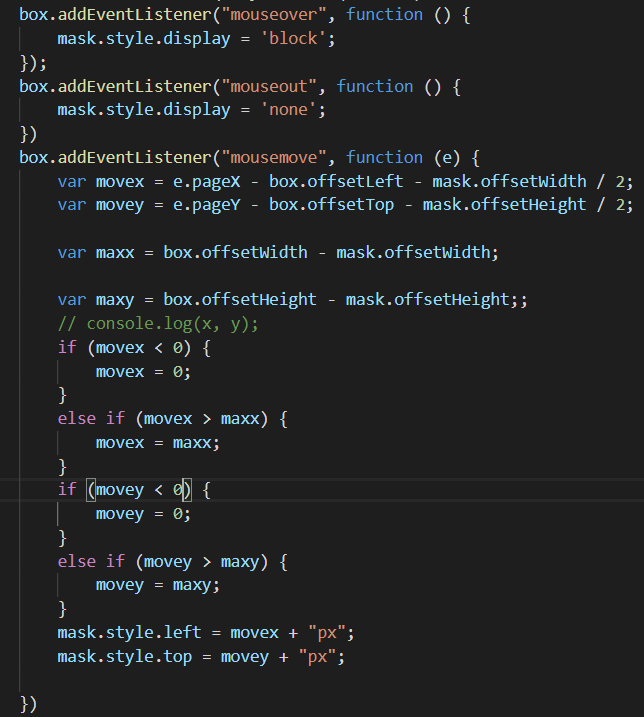 box.addEventListener("mouseover", function () {
    mask.style.display = 'block';
});
box.addEventListener("mouseout", function () {
    mask.style.display = 'none';
})
box.addEventListener("mousemove", function (e) {
    var movex = e.pageX - box.offsetLeft - mask.offsetWidth / 2;
    var movey = e.pageY - box.offsetTop - mask.offsetHeight / 2;

    var maxx = box.offsetWidth - mask.offsetWidth;

    var maxy = box.offsetHeight - mask.offsetHeight;;
    // console.log(x, y);
    if (movex < 0) {
        movex = 0;
    }
    else if (movex > maxx) {
        movex = maxx;
    }
    if (movey < 0) {
        movey = 0;
    }
    else if (movey > maxy) {
        movey = maxy;
    }
    mask.style.left = movex + "px";
    mask.style.top = movey + "px";

})